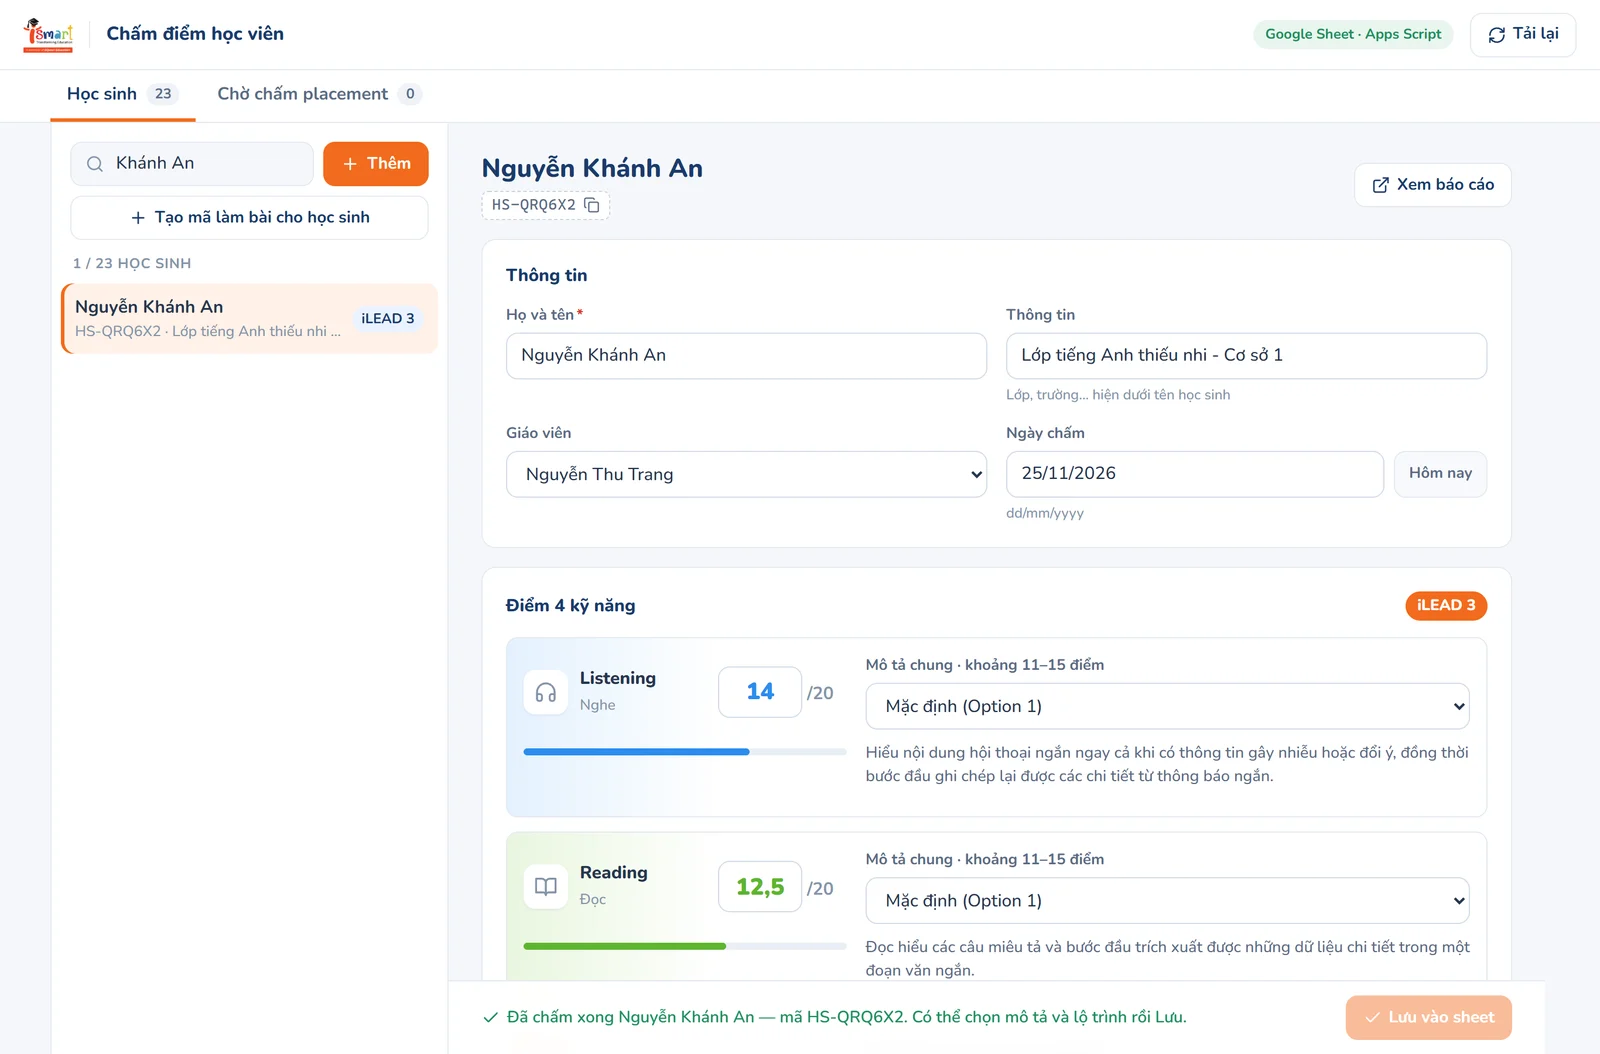 iSmart
Chấm điểm học viên
Google Sheet · Apps Script
Tải lại
Học sinh 23
Chờ chấm placement 0
Khánh An
+ Thêm
+ Tạo mã làm bài cho học sinh
1 / 23 HỌC SINH
Nguyễn Khánh An
HS-QRQ6X2 · Lớp tiếng Anh thiếu nhi ...
iLEAD 3
Nguyễn Khánh An
HS-QRQ6X2
Xem báo cáo
Thông tin
Họ và tên*
Nguyễn Khánh An
Thông tin
Lớp tiếng Anh thiếu nhi - Cơ sở 1
Lớp, trường... hiện dưới tên học sinh
Giáo viên
Nguyễn Thu Trang
Ngày chấm
25/11/2026
Hôm nay
dd/mm/yyyy
Điểm 4 kỹ năng
iLEAD 3
Listening
Nghe
14 /20
Mô tả chung · khoảng 11–15 điểm
Mặc định (Option 1)
Hiểu nội dung hội thoại ngắn ngay cả khi có thông tin gây nhiễu hoặc đổi ý, đồng thời
bước đầu ghi chép lại được các chi tiết từ thông báo ngắn.
Reading
Đọc
12,5 /20
Mô tả chung · khoảng 11–15 điểm
Mặc định (Option 1)
Đọc hiểu các câu miêu tả và bước đầu trích xuất được những dữ liệu chi tiết trong một
đoạn văn ngắn.
Đã chấm xong Nguyễn Khánh An — mã HS-QRQ6X2. Có thể chọn mô tả và lộ trình rồi Lưu.
Lưu vào sheet